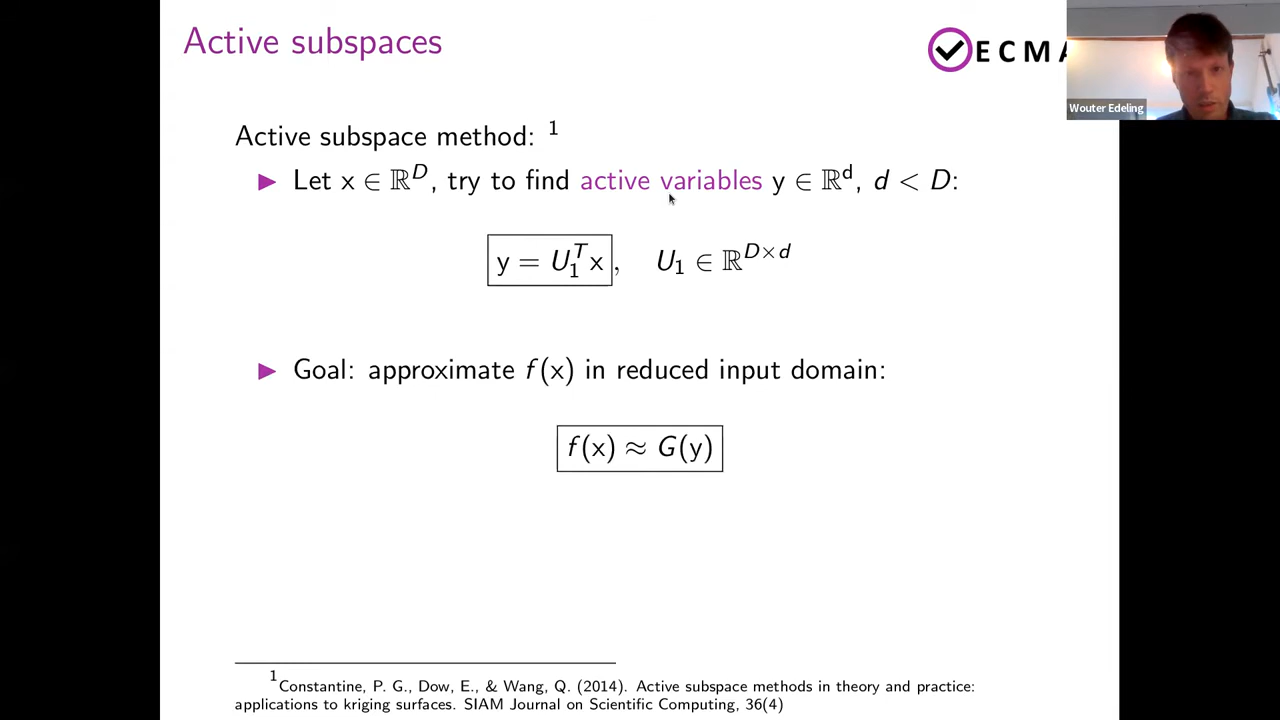 Active subspaces
ECMA
Wouter Edeling
Active subspace method: 1
Let x ∈ ℝ^D, try to find active variables y ∈ ℝ^d, d < D:
y = U_1^T x, U_1 ∈ ℝ^{D×d}
Goal: approximate f(x) in reduced input domain:
f(x) ≈ G(y)
1 Constantine, P. G., Dow, E., & Wang, Q. (2014). Active subspace methods in theory and practice:
applications to kriging surfaces. SIAM Journal on Scientific Computing, 36(4)